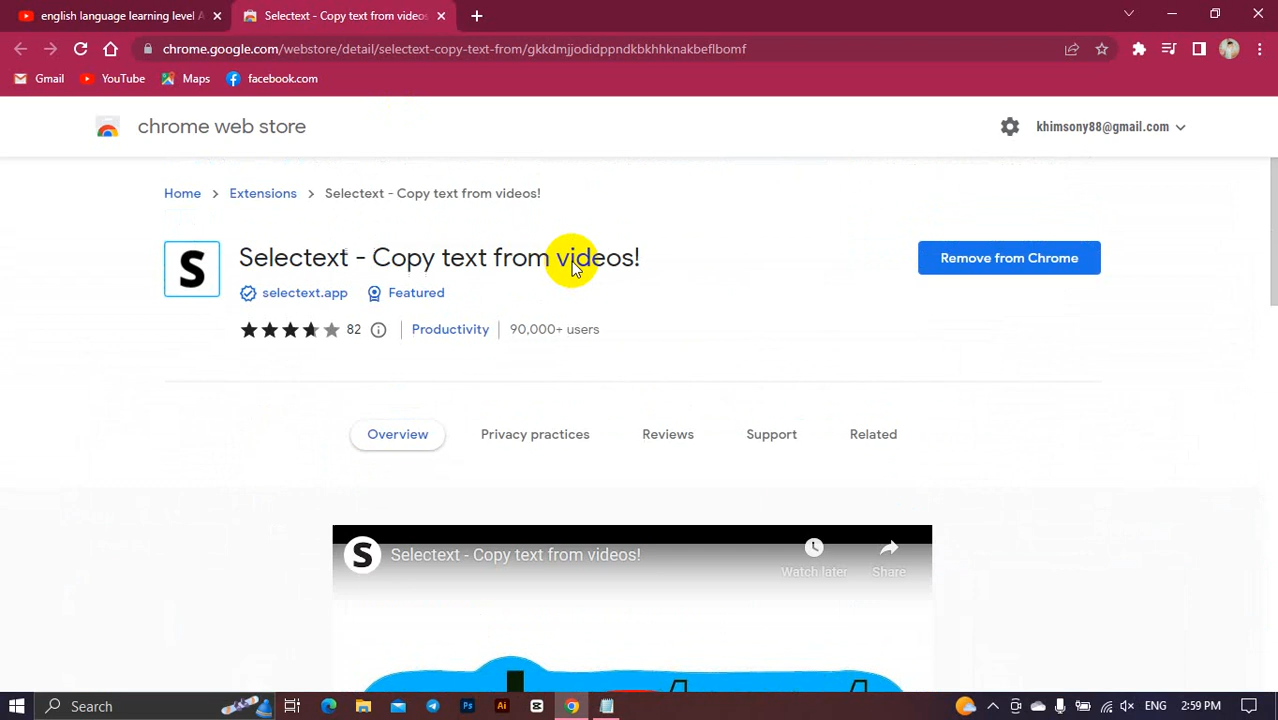 english language learning level A
Selectext - Copy text from videos
chrome.google.com/webstore/detail/selectext-copy-text-from/gkkdmjjodidppndkbkhhknakbeflbomf
Gmail YouTube Maps facebook.com
chrome web store
khimsony88@gmail.com
Home > Extensions > Selectext - Copy text from videos!
S
Selectext - Copy text from videos!
Remove from Chrome
selectext.app Featured
82 Productivity 90,000+ users
Overview Privacy practices Reviews Support Related
S Selectext - Copy text from videos!
Watch later Share
Search Ps Ai ENG 2:59 PM